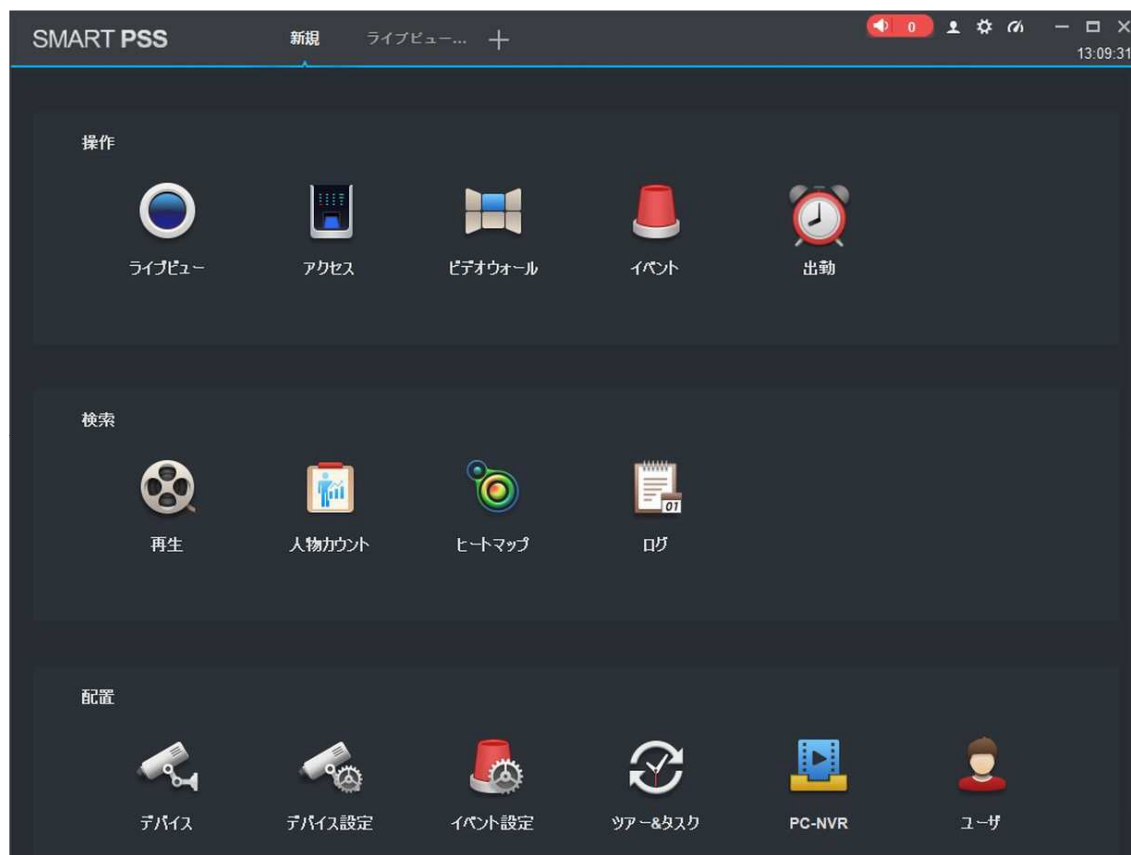 SMART PSS 新規 ライブビュー... + 0
13:09:31
操作
ライブビュー アクセス ビデオウォール イベント 出勤
検索
再生 人物カウント ヒートマップ ログ
01
配置
デバイス デバイス設定 イベント設定 ツアー&タスク PC-NVR ユーザ